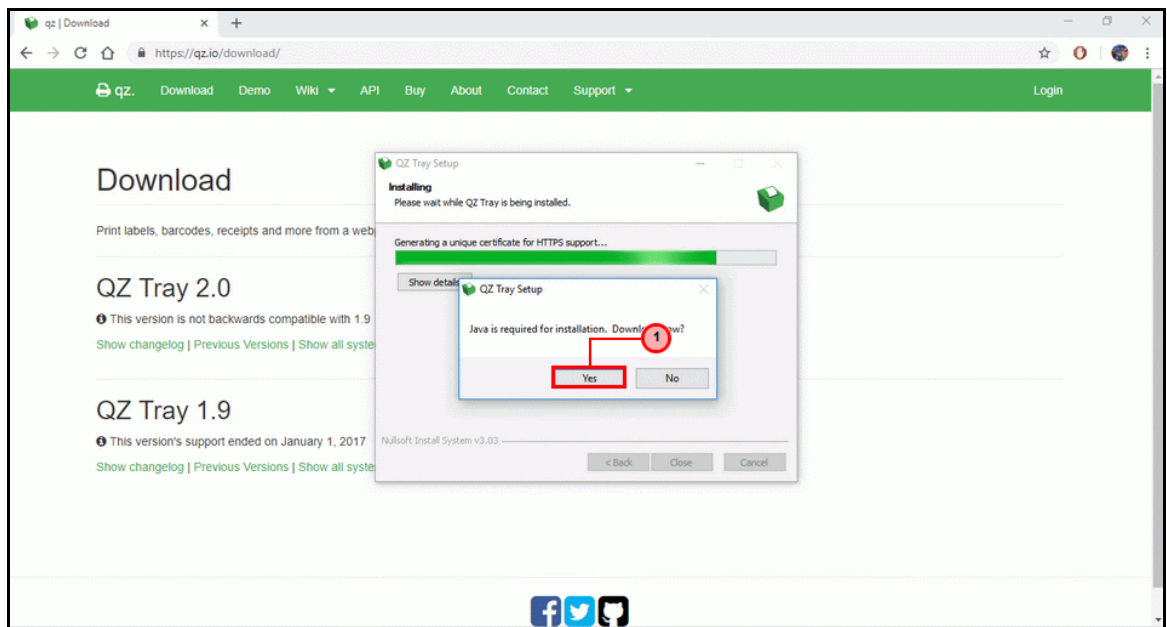 qz | Download
https://qz.io/download/
qz. Download Demo Wiki API Buy About Contact Support Login
Download
Print labels, barcodes, receipts and more from a web
QZ Tray 2.0
This version is not backwards compatible with 1.9
Show changelog | Previous Versions | Show all syste
QZ Tray 1.9
This version's support ended on January 1, 2017
Show changelog | Previous Versions | Show all syste
QZ Tray Setup
Installing
Please wait while QZ Tray is being installed.
Generating a unique certificate for HTTPS support...
Show details
QZ Tray Setup
Java is required for installation. Downl w?
1
Yes No
Nullsoft Install System v3.03
< Back Close Cancel